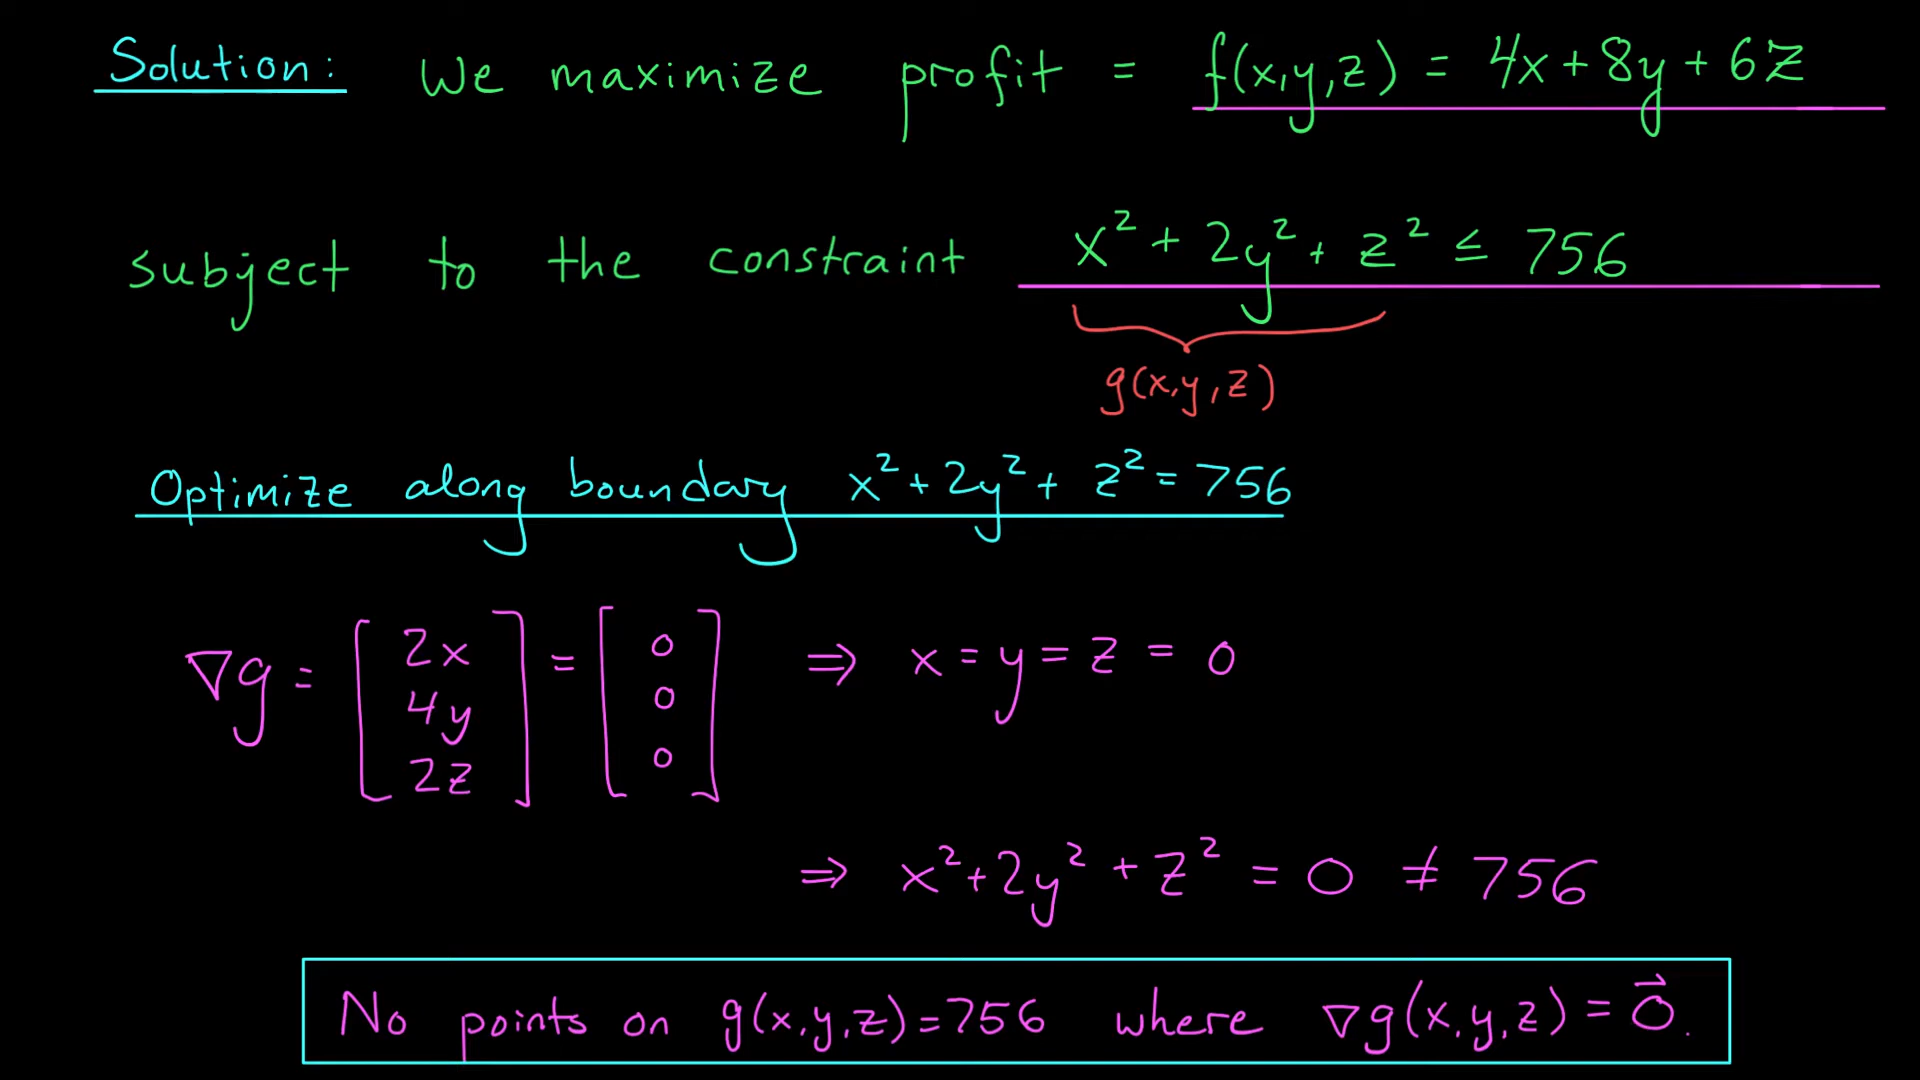 Solution: We maximize profit = f(x,y,z) = 4x+8y+6z
subject to the constraint x² + 2y² + z² ≤ 756
g(x,y,z)
Optimize along boundary x²+2y²+ z² = 756
∇g = [2x 4y 2z] = [0 0 0] ⇒ x = y = z = 0
⇒ x²+2y² + z² = 0 ≠ 756
No points on g(x,y,z)=756 where ∇g(x,y,z) = 0⃗.